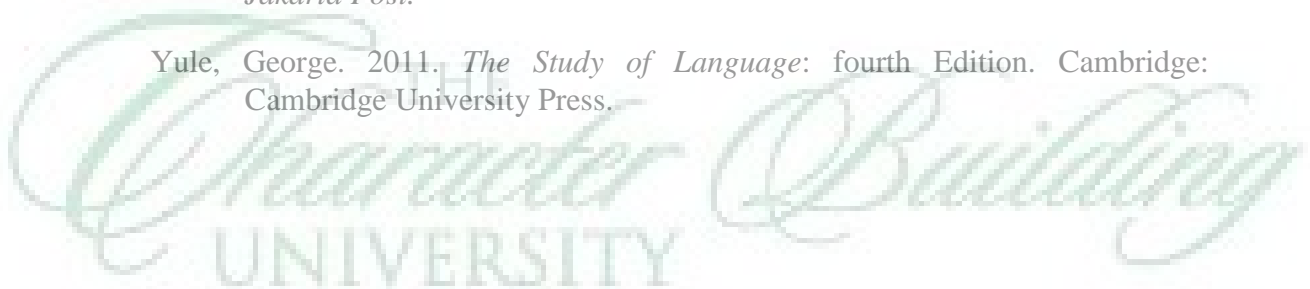 Jakarta Post.
Yule, George. 2011. The Study of Language: fourth Edition. Cambridge:
THE
Cambridge University Press.
Character Building
UNIVERSITY